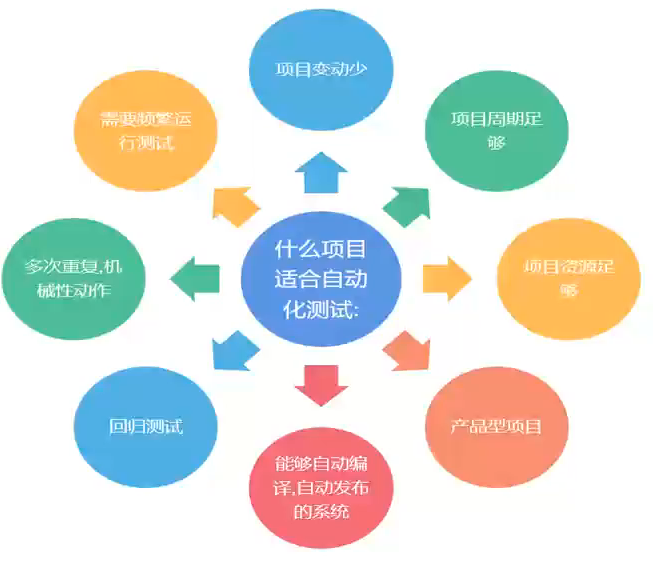 什么项目
适合自动
化测试:
项目变动少
项目周期足
够
项目资源足
够
产品型项目
能够自动编
译,自动发布
的系统
回归测试
多次重复,机
械性动作
需要频繁运
行测试